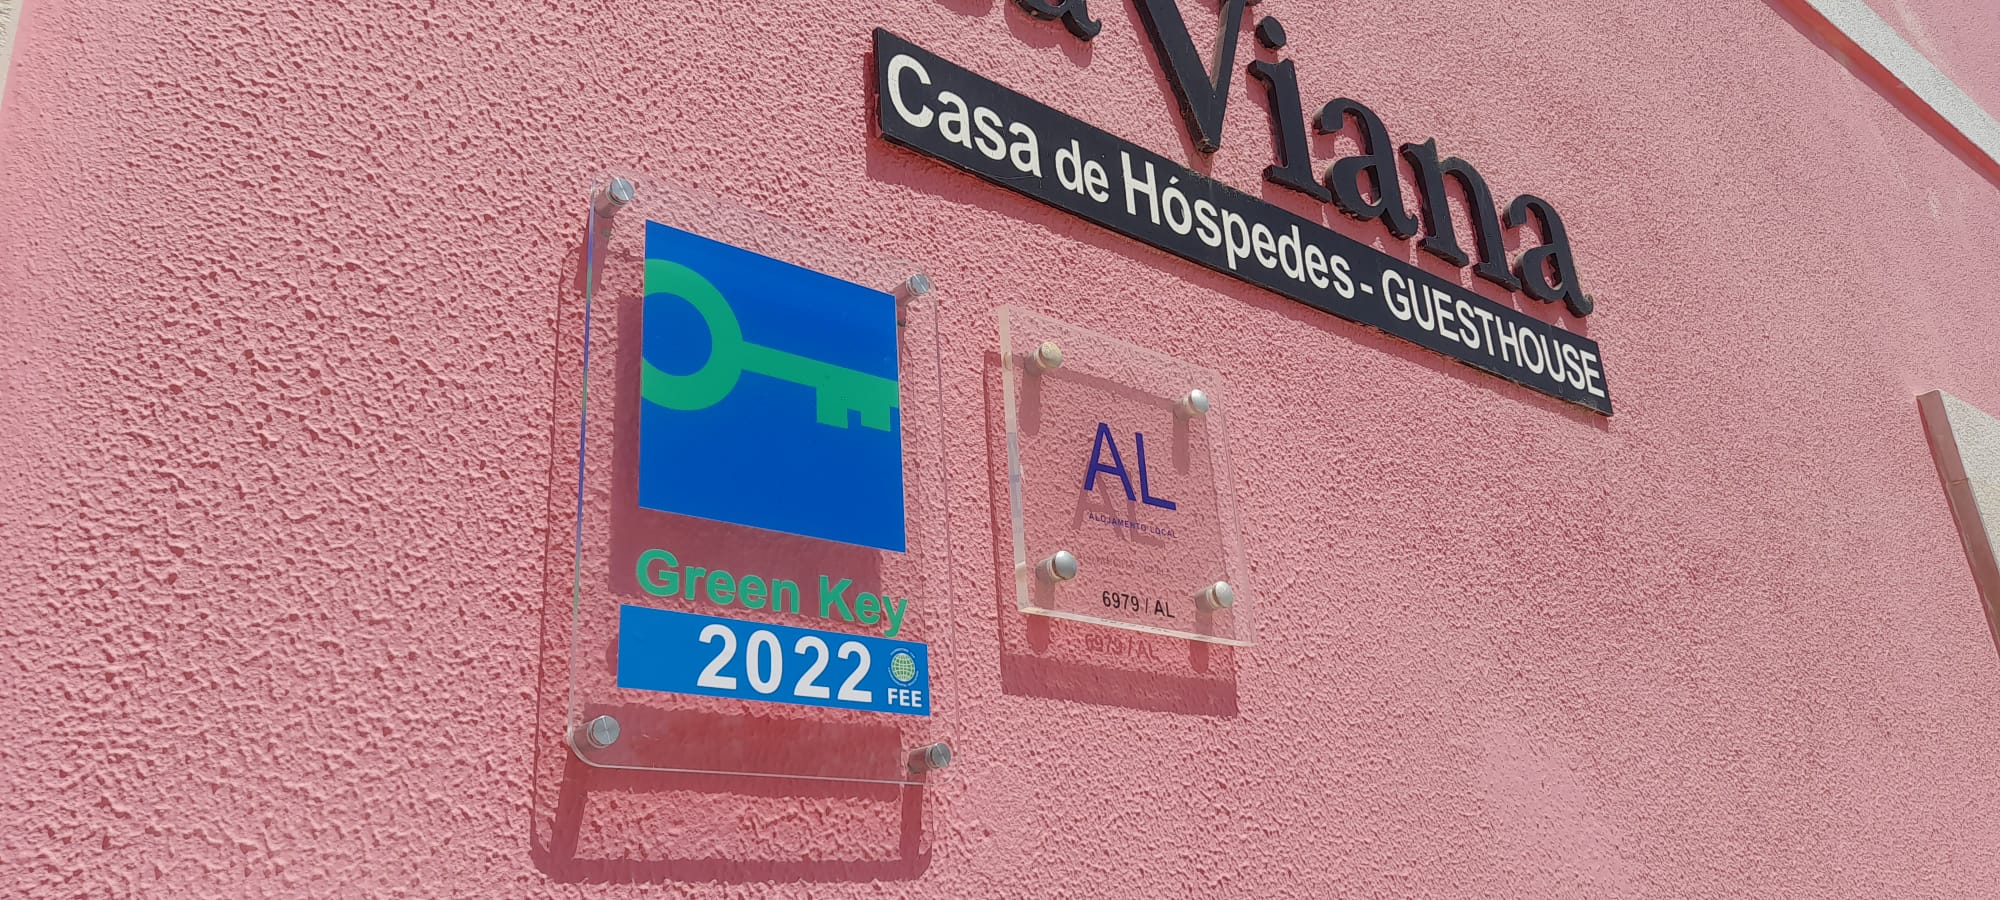 Viana
Casa de Hóspedes - GUESTHOUSE
Green Key
2022
FEE
AL
ALOJAMENTO LOCAL
6979 / AL